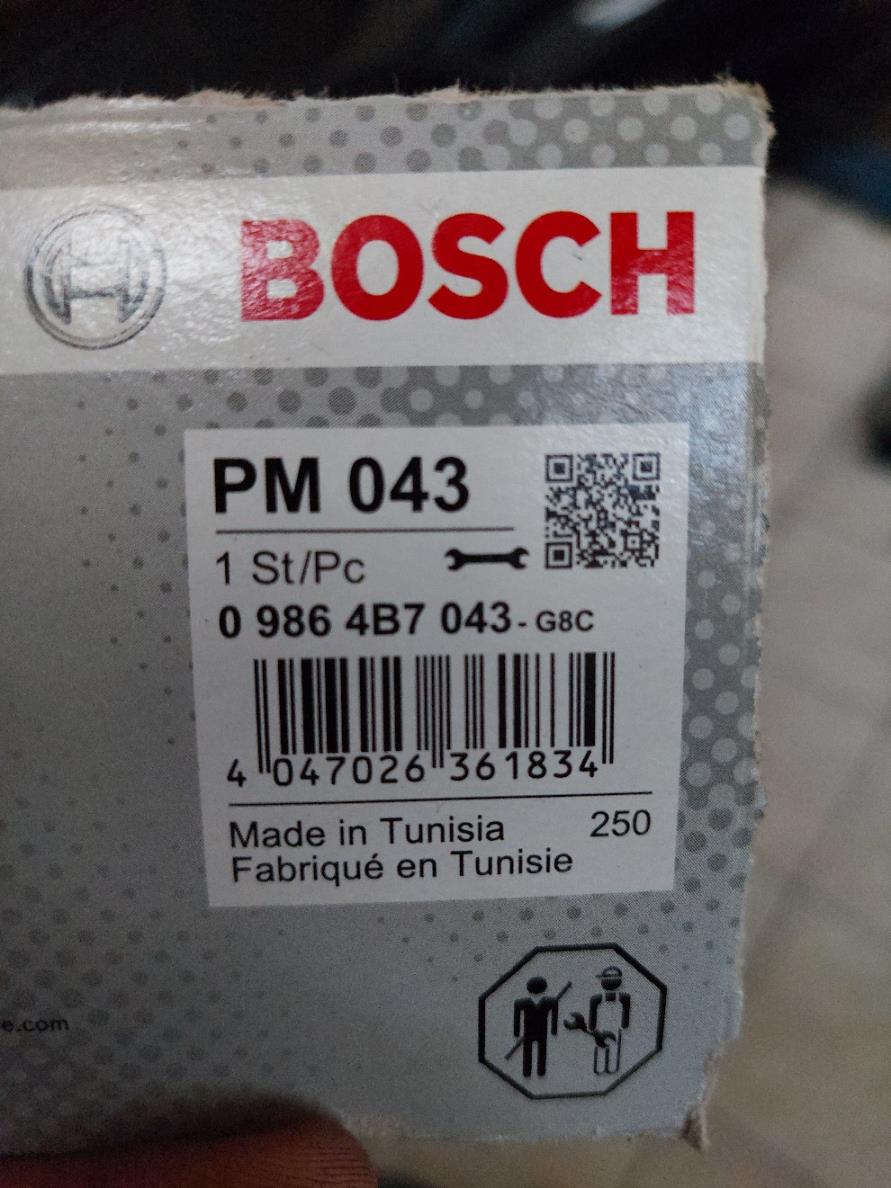 BOSCH
PM 043
1 St/Pc
0 986 4B7 043 - G8C
4 047026 361834
Made in Tunisia 250
Fabriqué en Tunisie
e.com